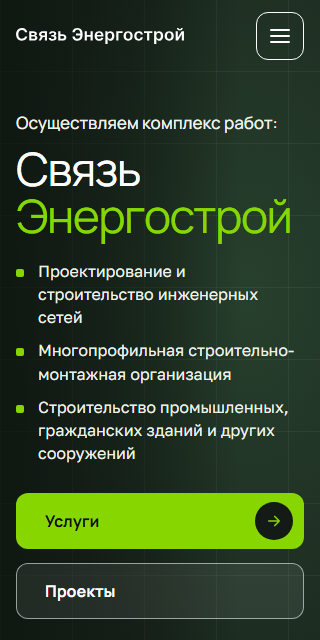 Связь Энергострой
Осуществляем комплекс работ:
Связь
Энергострой
Проектирование и
строительство инженерных
сетей
Многопрофильная строительно-
монтажная организация
Строительство промышленных,
гражданских зданий и других
сооружений
Услуги
Проекты